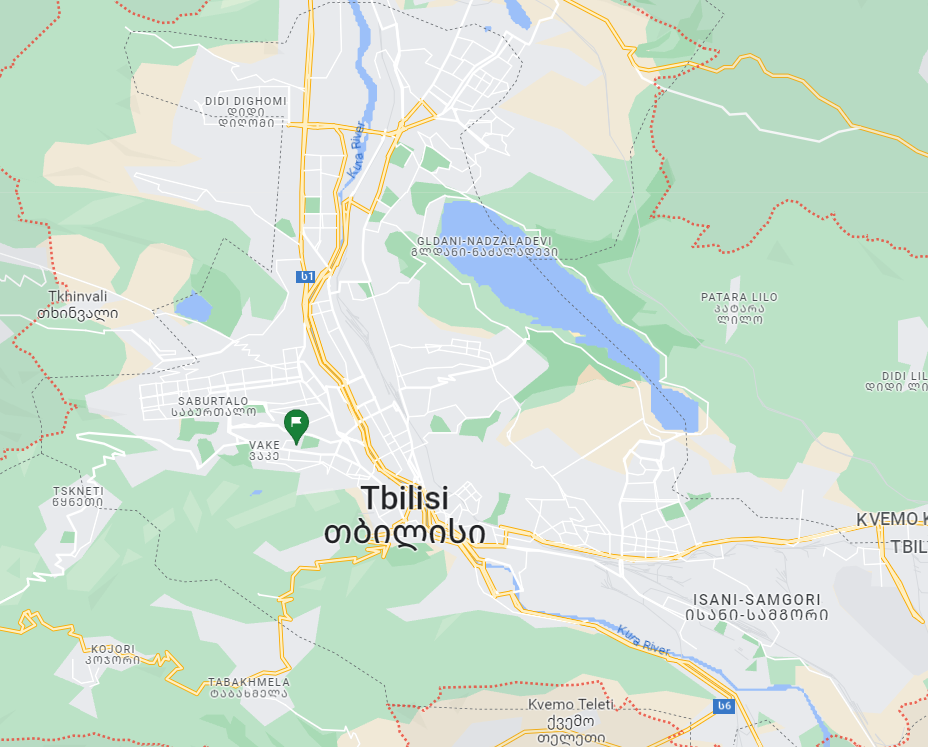 DIDI DIGHOMI
დიდი
დიღომი
Kura River
GLDANI-NADZALADEVI
გლდანი-ნაძალადევი
ს1
Tkhinvali
თხინვალი
PATARA LILO
პატარა
ლილო
DIDI LIL
დიდი ლი
SABURTALO
საბურთალო
VAKE
ვაკე
TSKNETI
წყნეთი
Tbilisi
თბილისი
KVEMO K
TBIL
ISANI-SAMGORI
ისანი-სამგორი
Kura River
KOJORI
კოჯორი
TABAKHMELA
ტაბახმელა
Kvemo Teleti
ქვემო
თელეთი
ს6